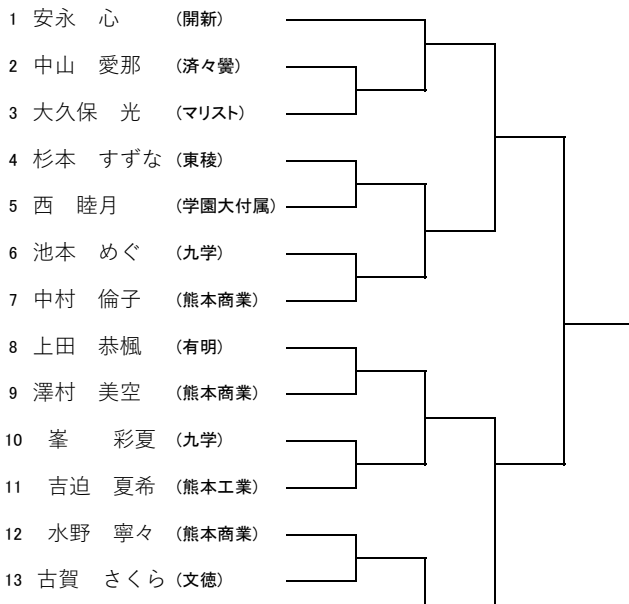 1 安永 心 (開新)
2 中山 愛那 (済々黌)
3 大久保 光 (マリスト)
4 杉本 すずな (東稜)
5 西 睦月 (学園大付属)
6 池本 めぐ (九学)
7 中村 倫子 (熊本商業)
8 上田 恭楓 (有明)
9 澤村 美空 (熊本商業)
10 峯 彩夏 (九学)
11 吉迫 夏希 (熊本工業)
12 水野 寧々 (熊本商業)
13 古賀 さくら (文徳)